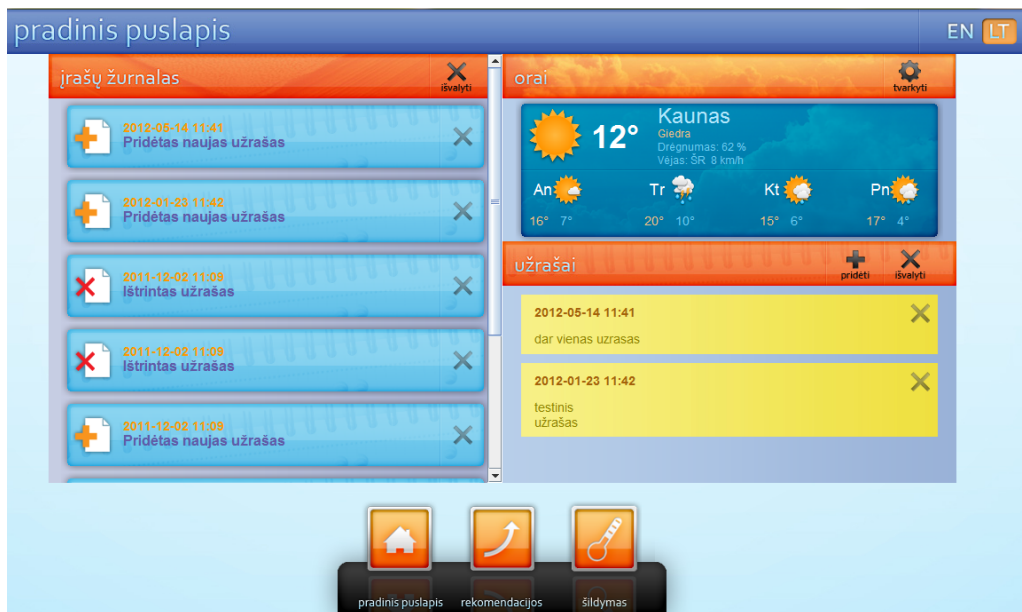 pradinis puslapis
EN LT
įrašų žurnalas
išvalyti
2012-05-14 11:41
Pridėtas naujas užrašas
2012-01-23 11:42
Pridėtas naujas užrašas
2011-12-02 11:09
Ištrintas užrašas
2011-12-02 11:09
Ištrintas užrašas
2011-12-02 11:09
Pridėtas naujas užrašas
orai
tvarkyti
12°
Kaunas
Giedra
Drėgnumas: 62 %
Vėjas: ŠR 8 km/h
An Tr Kt Pn
16° 7° 20° 10° 15° 6° 17° 4°
užrašai
pridėti išvalyti
2012-05-14 11:41
dar vienas uzrasas
2012-01-23 11:42
testinis
užrašas
pradinis puslapis rekomendacijos šildymas